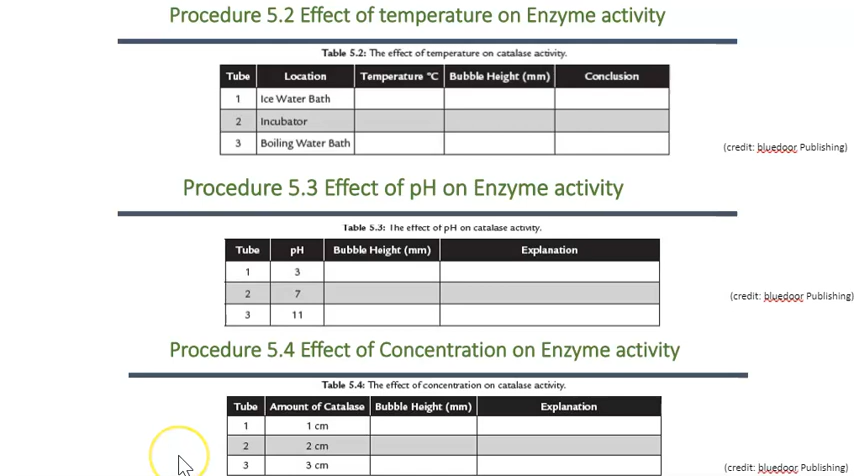 Procedure 5.2 Effect of temperature on Enzyme activity
Table 5.2: The effect of temperature on catalase activity.
Tube Location Temperature °C Bubble Height (mm) Conclusion
1 Ice Water Bath
2 Incubator
3 Boiling Water Bath
(credit: bluedoor Publishing)
Procedure 5.3 Effect of pH on Enzyme activity
Table 5.3: The effect of pH on catalase activity.
Tube pH Bubble Height (mm) Explanation
1 3
2 7
3 11
(credit: bluedoor Publishing)
Procedure 5.4 Effect of Concentration on Enzyme activity
Table 5.4: The effect of concentration on catalase activity.
Tube Amount of Catalase Bubble Height (mm) Explanation
1 1 cm
2 2 cm
3 3 cm
(credit: bluedoor Publishing)